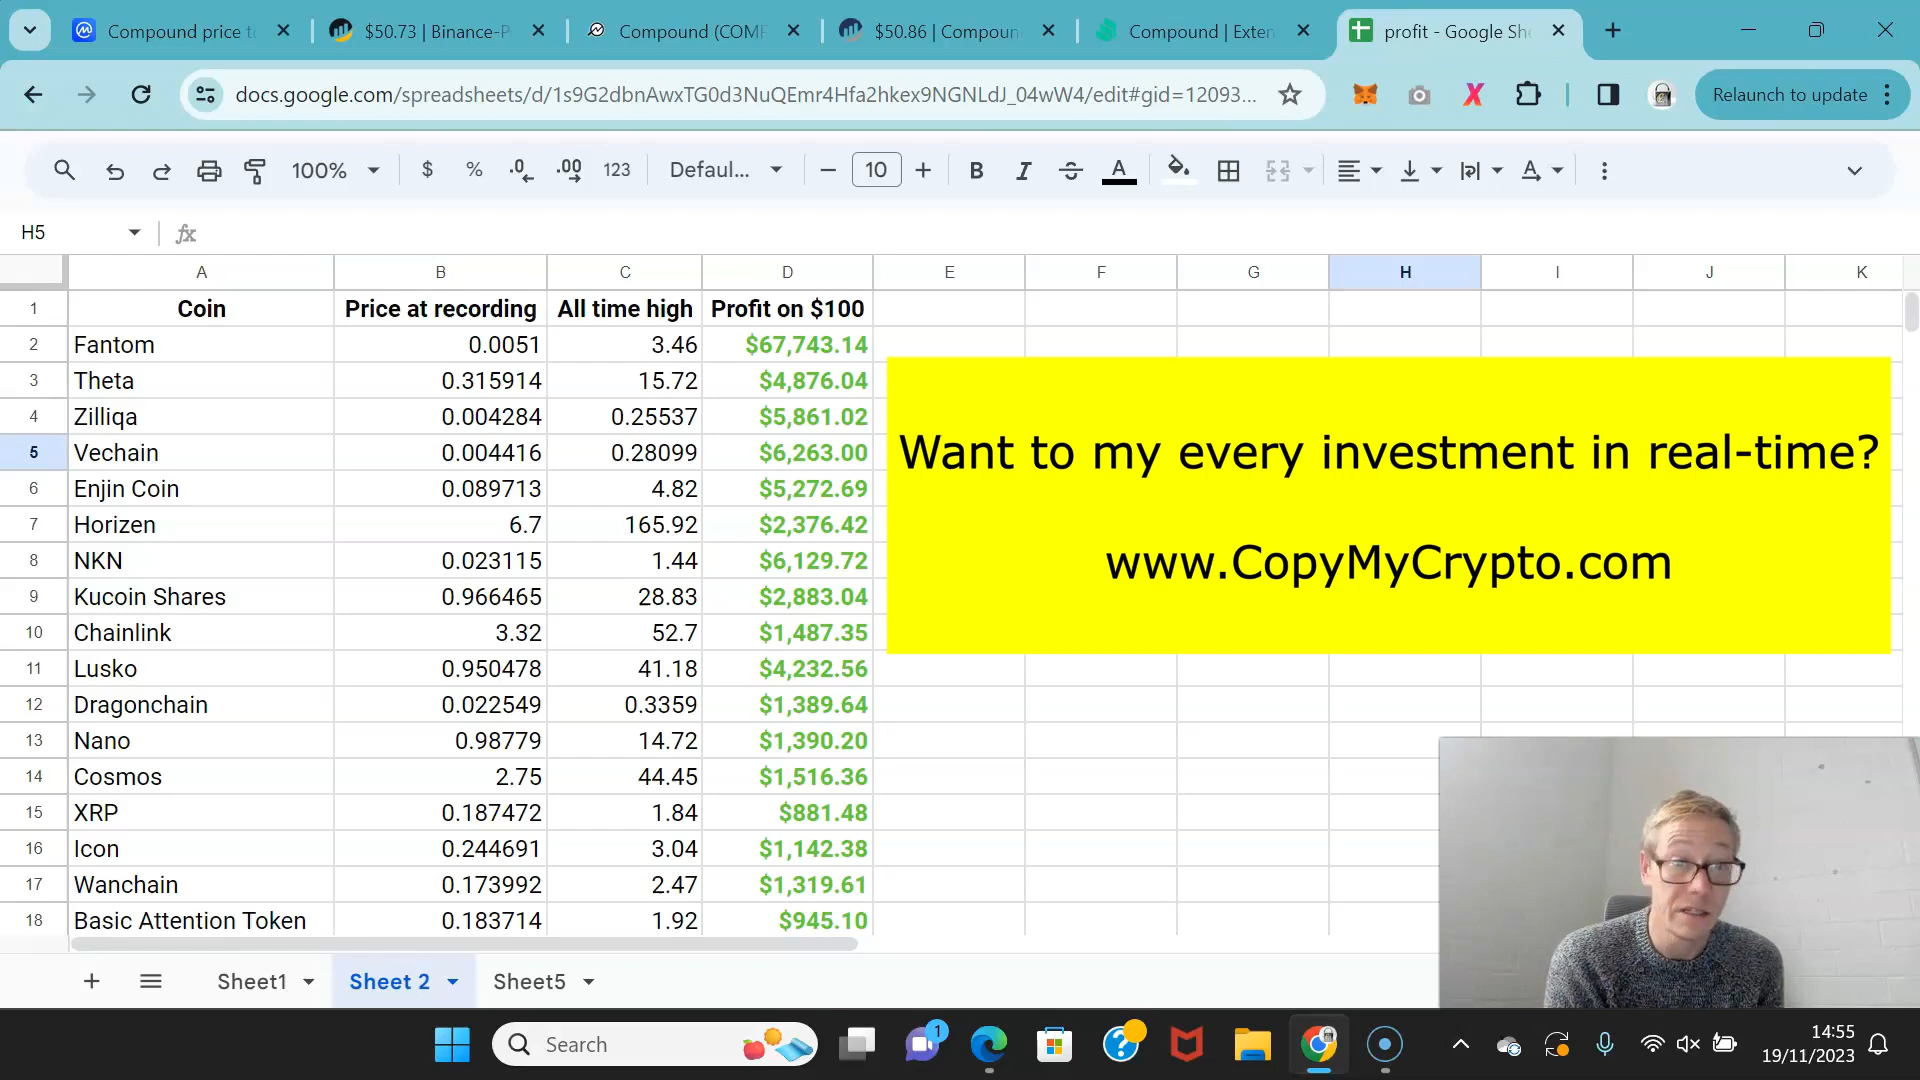 Compound price to
$50.73 | Binance-P
Compound (COMP
$50.86 | Compoun
Compound | Exten
profit - Google She
docs.google.com/spreadsheets/d/1s9G2dbnAwxTG0d3NuQEmr4Hfa2hkex9NGNLdJ_04wW4/edit#gid=12093...
Relaunch to update
100%
$
%
.0
.00
123
Defaul...
10
B
I
A
H5
fx
A B C D E F G H I J K
1 Coin Price at recording All time high Profit on $100
2 Fantom 0.0051 3.46 $67,743.14
3 Theta 0.315914 15.72 $4,876.04
4 Zilliqa 0.004284 0.25537 $5,861.02
5 Vechain 0.004416 0.28099 $6,263.00
6 Enjin Coin 0.089713 4.82 $5,272.69
7 Horizen 6.7 165.92 $2,376.42
8 NKN 0.023115 1.44 $6,129.72
9 Kucoin Shares 0.966465 28.83 $2,883.04
10 Chainlink 3.32 52.7 $1,487.35
11 Lusko 0.950478 41.18 $4,232.56
12 Dragonchain 0.022549 0.3359 $1,389.64
13 Nano 0.98779 14.72 $1,390.20
14 Cosmos 2.75 44.45 $1,516.36
15 XRP 0.187472 1.84 $881.48
16 Icon 0.244691 3.04 $1,142.38
17 Wanchain 0.173992 2.47 $1,319.61
18 Basic Attention Token 0.183714 1.92 $945.10
Want to my every investment in real-time?
www.CopyMyCrypto.com
Sheet1
Sheet 2
Sheet5
Search
1
14:55
19/11/2023